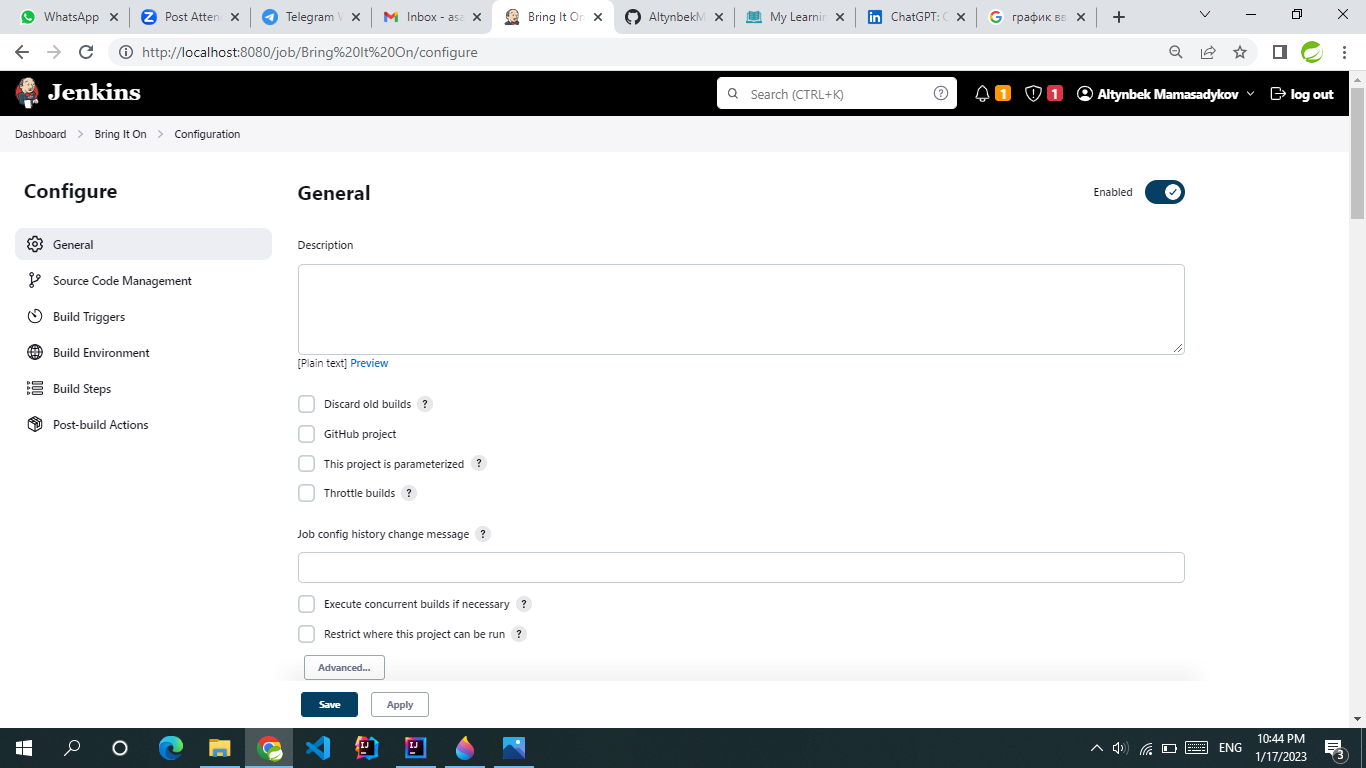 WhatsApp
Post Atten
Telegram W
Inbox - asa
Bring It On
AltynbekM
My Learnin
ChatGPT: C
график вв
http://localhost:8080/job/Bring%20It%20On/configure
Jenkins
Search (CTRL+K)
?
1
1
Altynbek Mamasadykov
log out
Dashboard > Bring It On > Configuration
Configure
General
Source Code Management
Build Triggers
Build Environment
Build Steps
Post-build Actions
General
Enabled
Description
[Plain text] Preview
Discard old builds ?
GitHub project
This project is parameterized ?
Throttle builds ?
Job config history change message ?
Execute concurrent builds if necessary ?
Restrict where this project can be run ?
Advanced...
Save
Apply
ENG
10:44 PM
1/17/2023
3